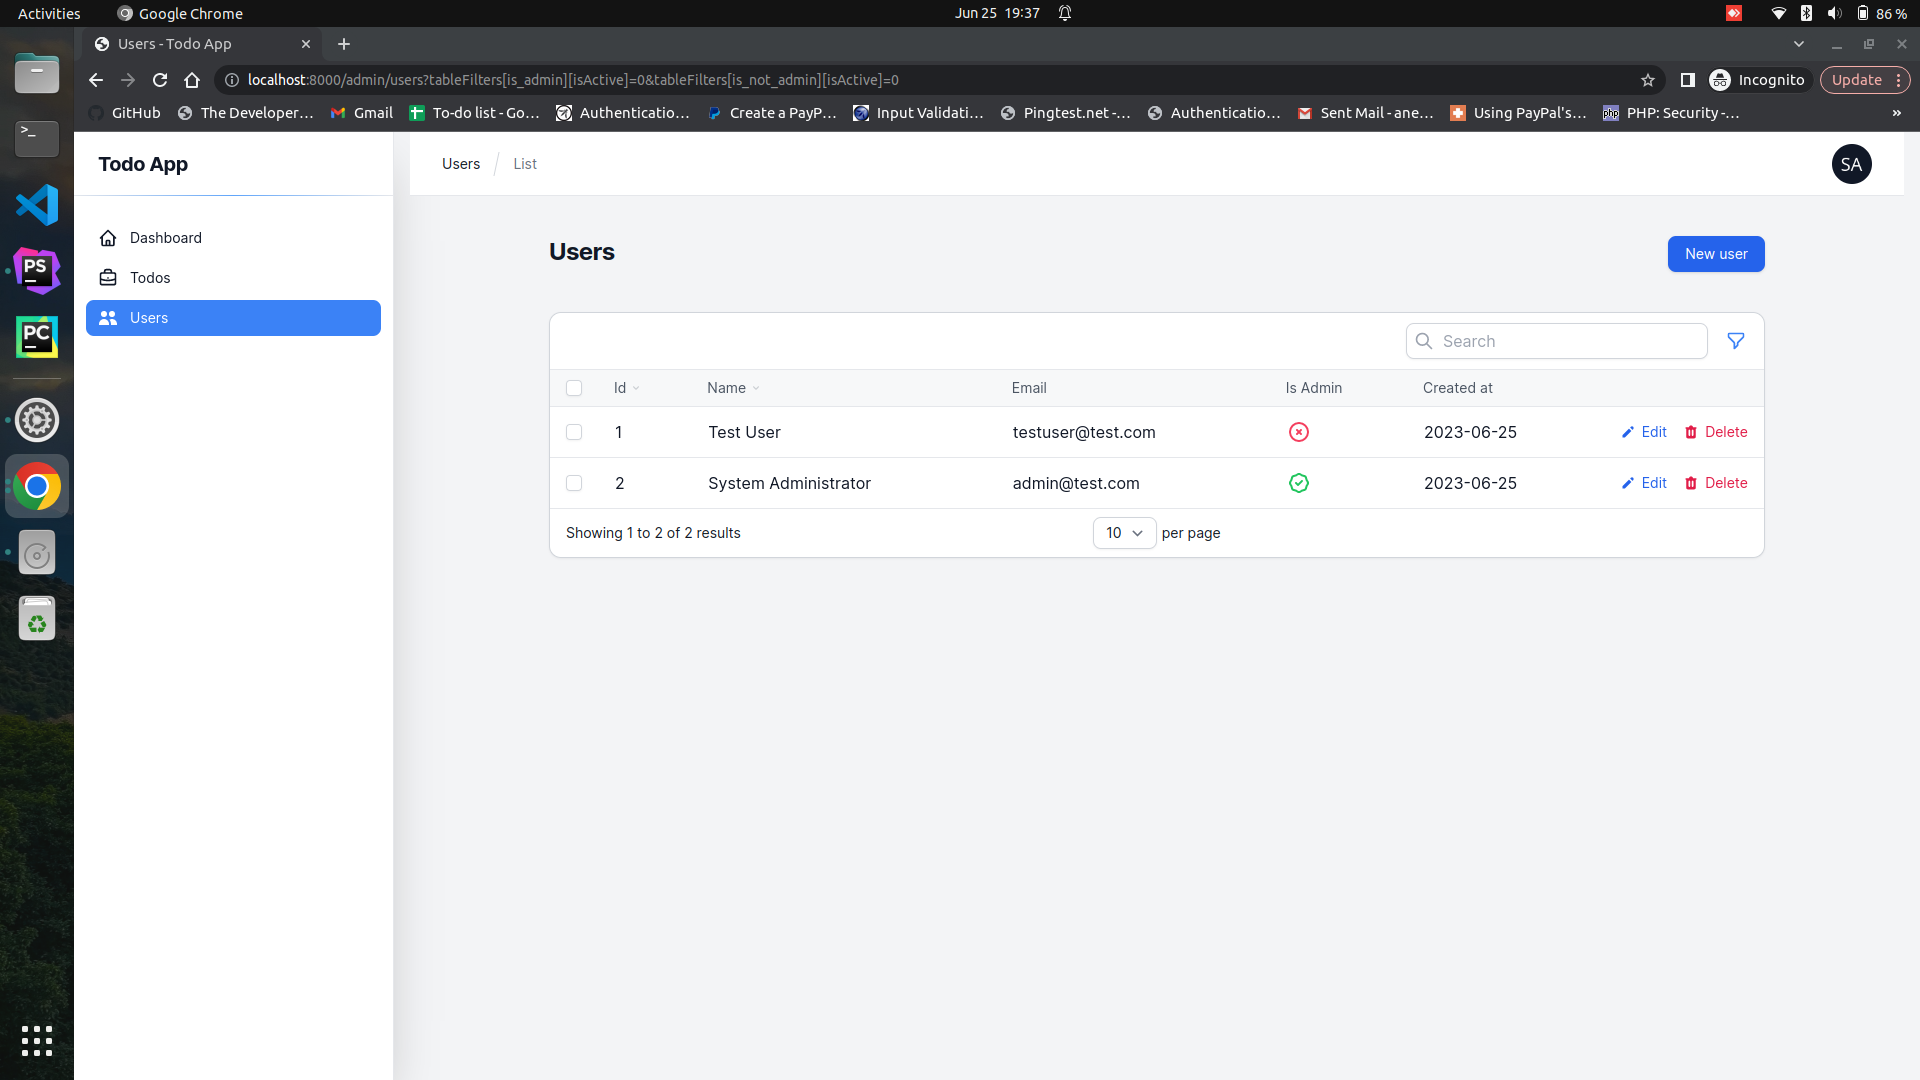 Activities Google Chrome Jun 25 19:37 86 %
Users - Todo App
localhost:8000/admin/users?tableFilters[is_admin][isActive]=0&tableFilters[is_not_admin][isActive]=0 Incognito Update
GitHub The Developer… Gmail To-do list - Go… Authenticatio… Create a PayP… Input Validati… Pingtest.net -… Authenticatio… Sent Mail - ane… Using PayPal's… php PHP: Security -… »
Todo App Users List SA
Dashboard
Todos
Users
PS
PC
Users New user
Search
Id Name Email Is Admin Created at
1 Test User testuser@test.com 2023-06-25 Edit Delete
2 System Administrator admin@test.com 2023-06-25 Edit Delete
Showing 1 to 2 of 2 results 10 per page